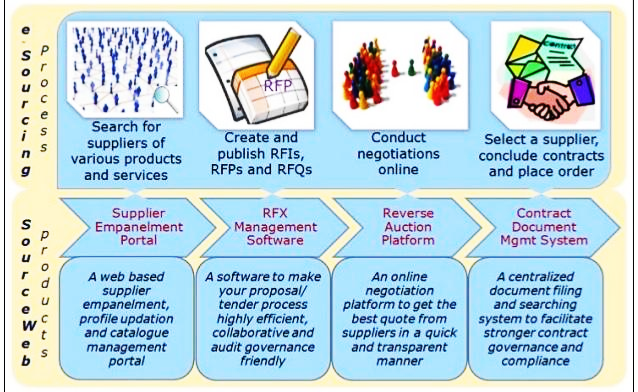 e-Sourcing
Process
RFP
Contract
Search for
suppliers of
various products
and services
Create and
publish RFIs,
RFPs and RFQs
Conduct
negotiations
online
Select a supplier,
conclude contracts
and place order
SourceWeb
products
Supplier
Empanelment
Portal
RFX
Management
Software
Reverse
Auction
Platform
Contract
Document
Mgmt System
A web based
supplier
empanelment,
profile updation
and catalogue
management
portal
A software to make
your proposal/
tender process
highly efficient,
collaborative and
audit governance
friendly
An online
negotiation
platform to get the
best quote from
suppliers in a quick
and transparent
manner
A centralized
document filing
and searching
system to facilitate
stronger contract
governance and
compliance